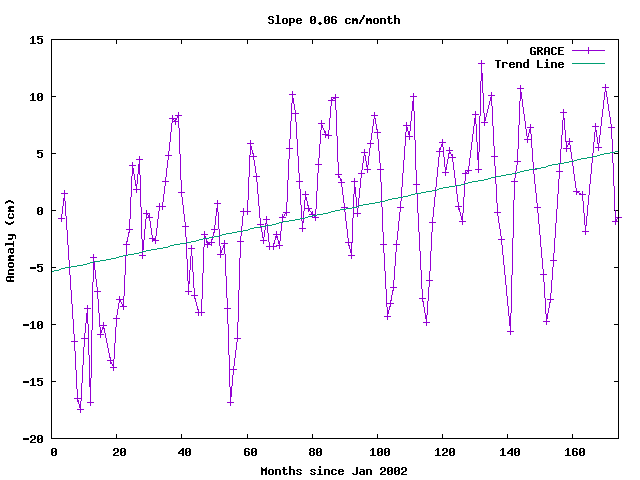 Slope 0.06 cm/month
GRACE
Trend Line
15
10
5
0
-5
-10
-15
-20
Anomaly (cm)
0 20 40 60 80 100 120 140 160
Months since Jan 2002